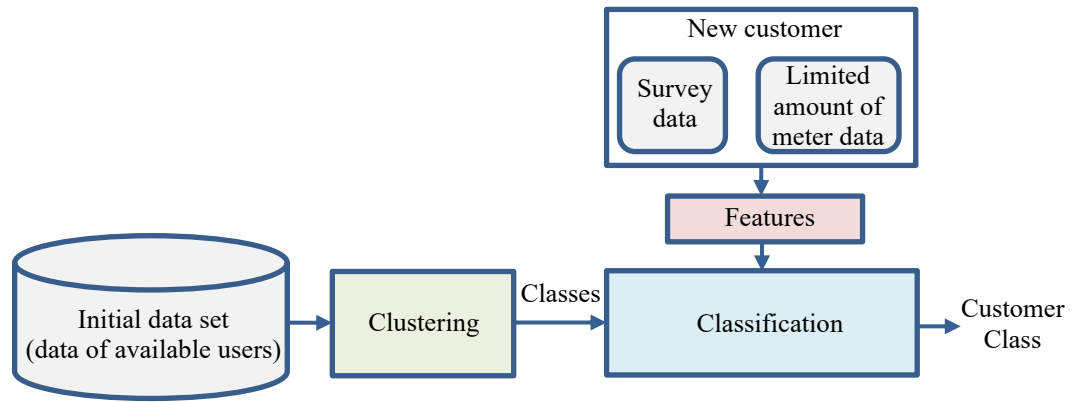 New customer
Survey
data
Limited
amount of
meter data
Features
Initial data set
(data of available users)
Clustering
Classes
Classification
Customer
Class